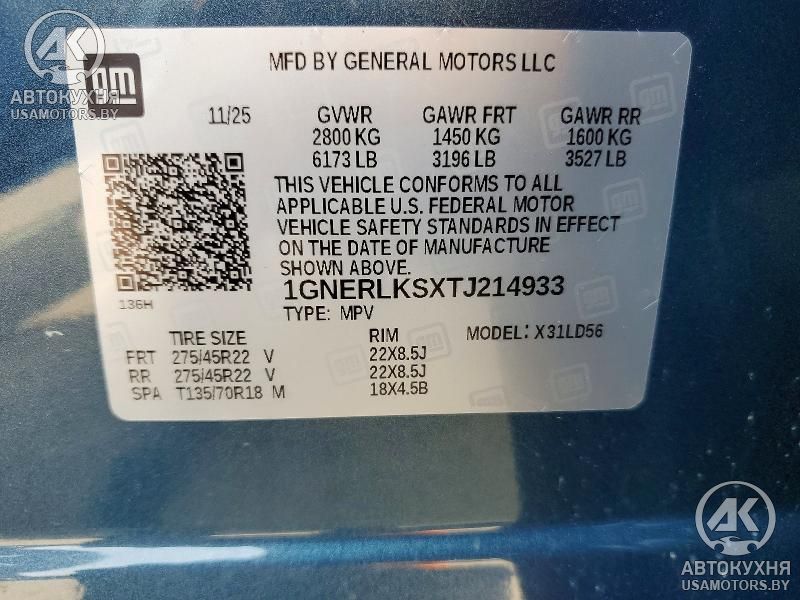 AK
gm
АВТОКУХНЯ
USAMOTORS.BY
MFD BY GENERAL MOTORS LLC
11/25 GVWR GAWR FRT GAWR RR
2800 KG 1450 KG 1600 KG
6173 LB 3196 LB 3527 LB
THIS VEHICLE CONFORMS TO ALL
APPLICABLE U.S. FEDERAL MOTOR
VEHICLE SAFETY STANDARDS IN EFFECT
ON THE DATE OF MANUFACTURE
SHOWN ABOVE.
136H
1GNERLKSXTJ214933
TYPE: MPV
TIRE SIZE RIM MODEL: X31LD56
FRT 275/45R22 V 22X8.5J
RR 275/45R22 V 22X8.5J
SPA T135/70R18 M 18X4.5B
AK
АВТОКУХНЯ
USAMOTORS.BY